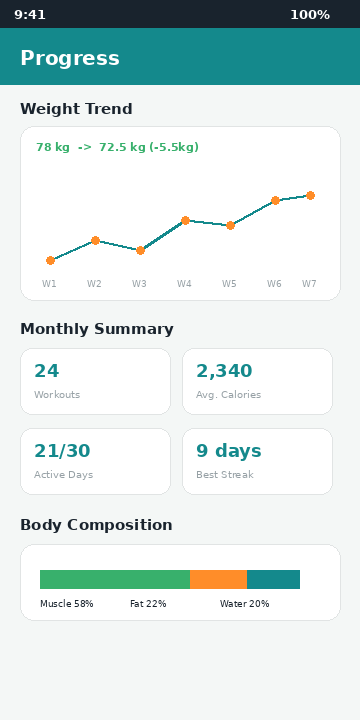 9:41 100%
Progress
Weight Trend
78 kg -> 72.5 kg (-5.5kg)
W1 W2 W3 W4 W5 W6 W7
Monthly Summary
24 2,340
Workouts Avg. Calories
21/30 9 days
Active Days Best Streak
Body Composition
Muscle 58% Fat 22% Water 20%